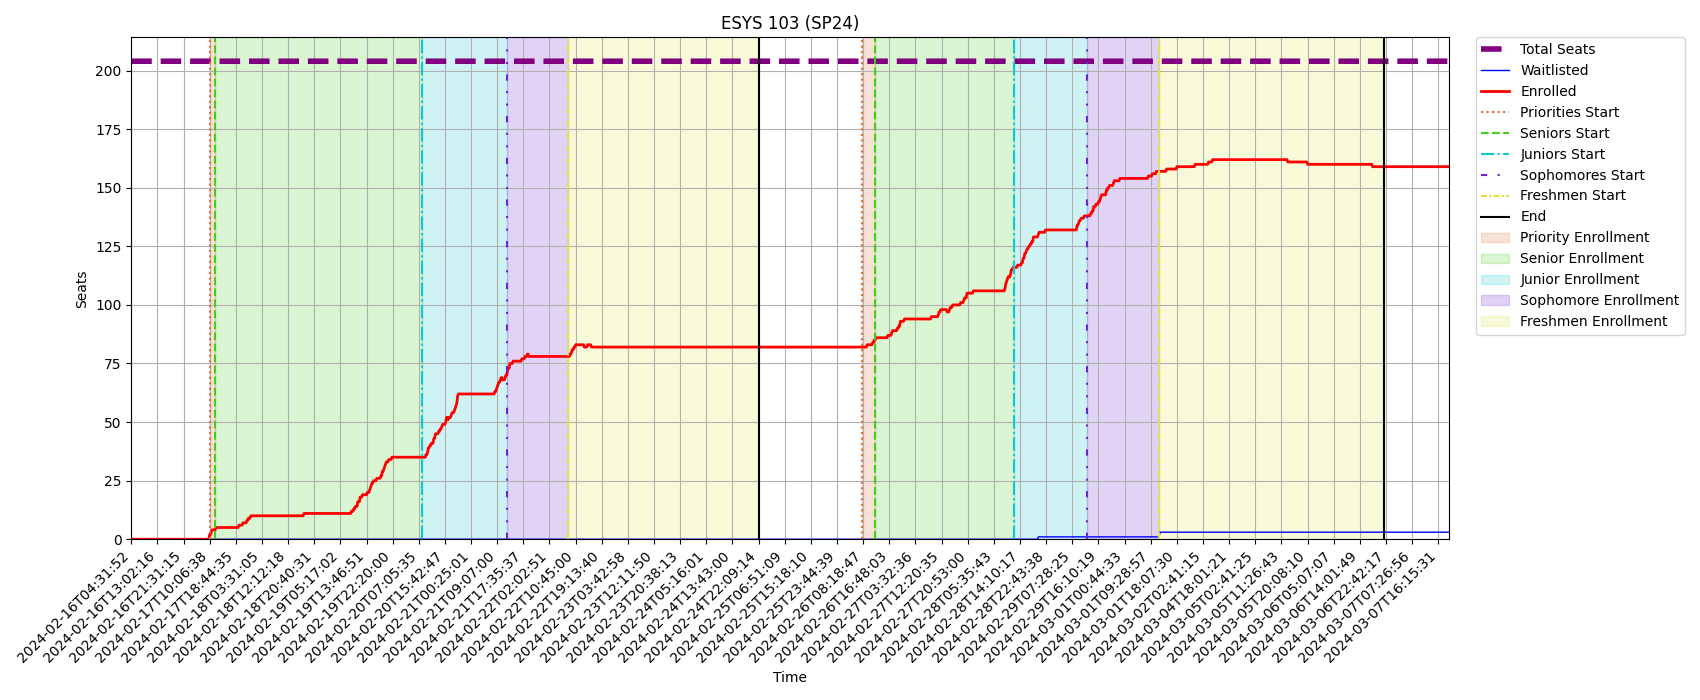 ESYS 103 (SP24)
Seats
200
175
150
125
100
75
50
25
0
2024-02-16T04:31:52
2024-02-16T13:02:16
2024-02-16T21:31:15
2024-02-17T10:06:38
2024-02-17T18:44:35
2024-02-18T03:31:05
2024-02-18T12:12:18
2024-02-18T20:40:31
2024-02-19T05:17:02
2024-02-19T13:46:51
2024-02-19T22:20:00
2024-02-20T07:05:35
2024-02-20T15:42:47
2024-02-21T00:25:01
2024-02-21T09:07:00
2024-02-21T17:35:37
2024-02-22T02:02:51
2024-02-22T10:45:00
2024-02-22T19:13:40
2024-02-23T03:42:58
2024-02-23T12:11:50
2024-02-23T20:38:13
2024-02-24T05:16:01
2024-02-24T13:43:00
2024-02-24T22:09:14
2024-02-25T06:51:09
2024-02-25T15:18:10
2024-02-25T23:44:39
2024-02-26T08:18:47
2024-02-26T16:48:03
2024-02-27T03:32:36
2024-02-27T12:20:35
2024-02-27T20:53:00
2024-02-28T05:35:43
2024-02-28T14:10:17
2024-02-28T22:43:38
2024-02-29T07:28:25
2024-02-29T16:10:19
2024-03-01T00:44:33
2024-03-01T09:28:57
2024-03-01T18:07:30
2024-03-02T02:41:15
2024-03-04T18:01:21
2024-03-05T02:41:25
2024-03-05T11:26:43
2024-03-05T20:08:10
2024-03-06T05:07:07
2024-03-06T14:01:49
2024-03-06T22:42:17
2024-03-07T07:26:56
2024-03-07T16:15:31
Time
Total Seats
Waitlisted
Enrolled
Priorities Start
Seniors Start
Juniors Start
Sophomores Start
Freshmen Start
End
Priority Enrollment
Senior Enrollment
Junior Enrollment
Sophomore Enrollment
Freshmen Enrollment